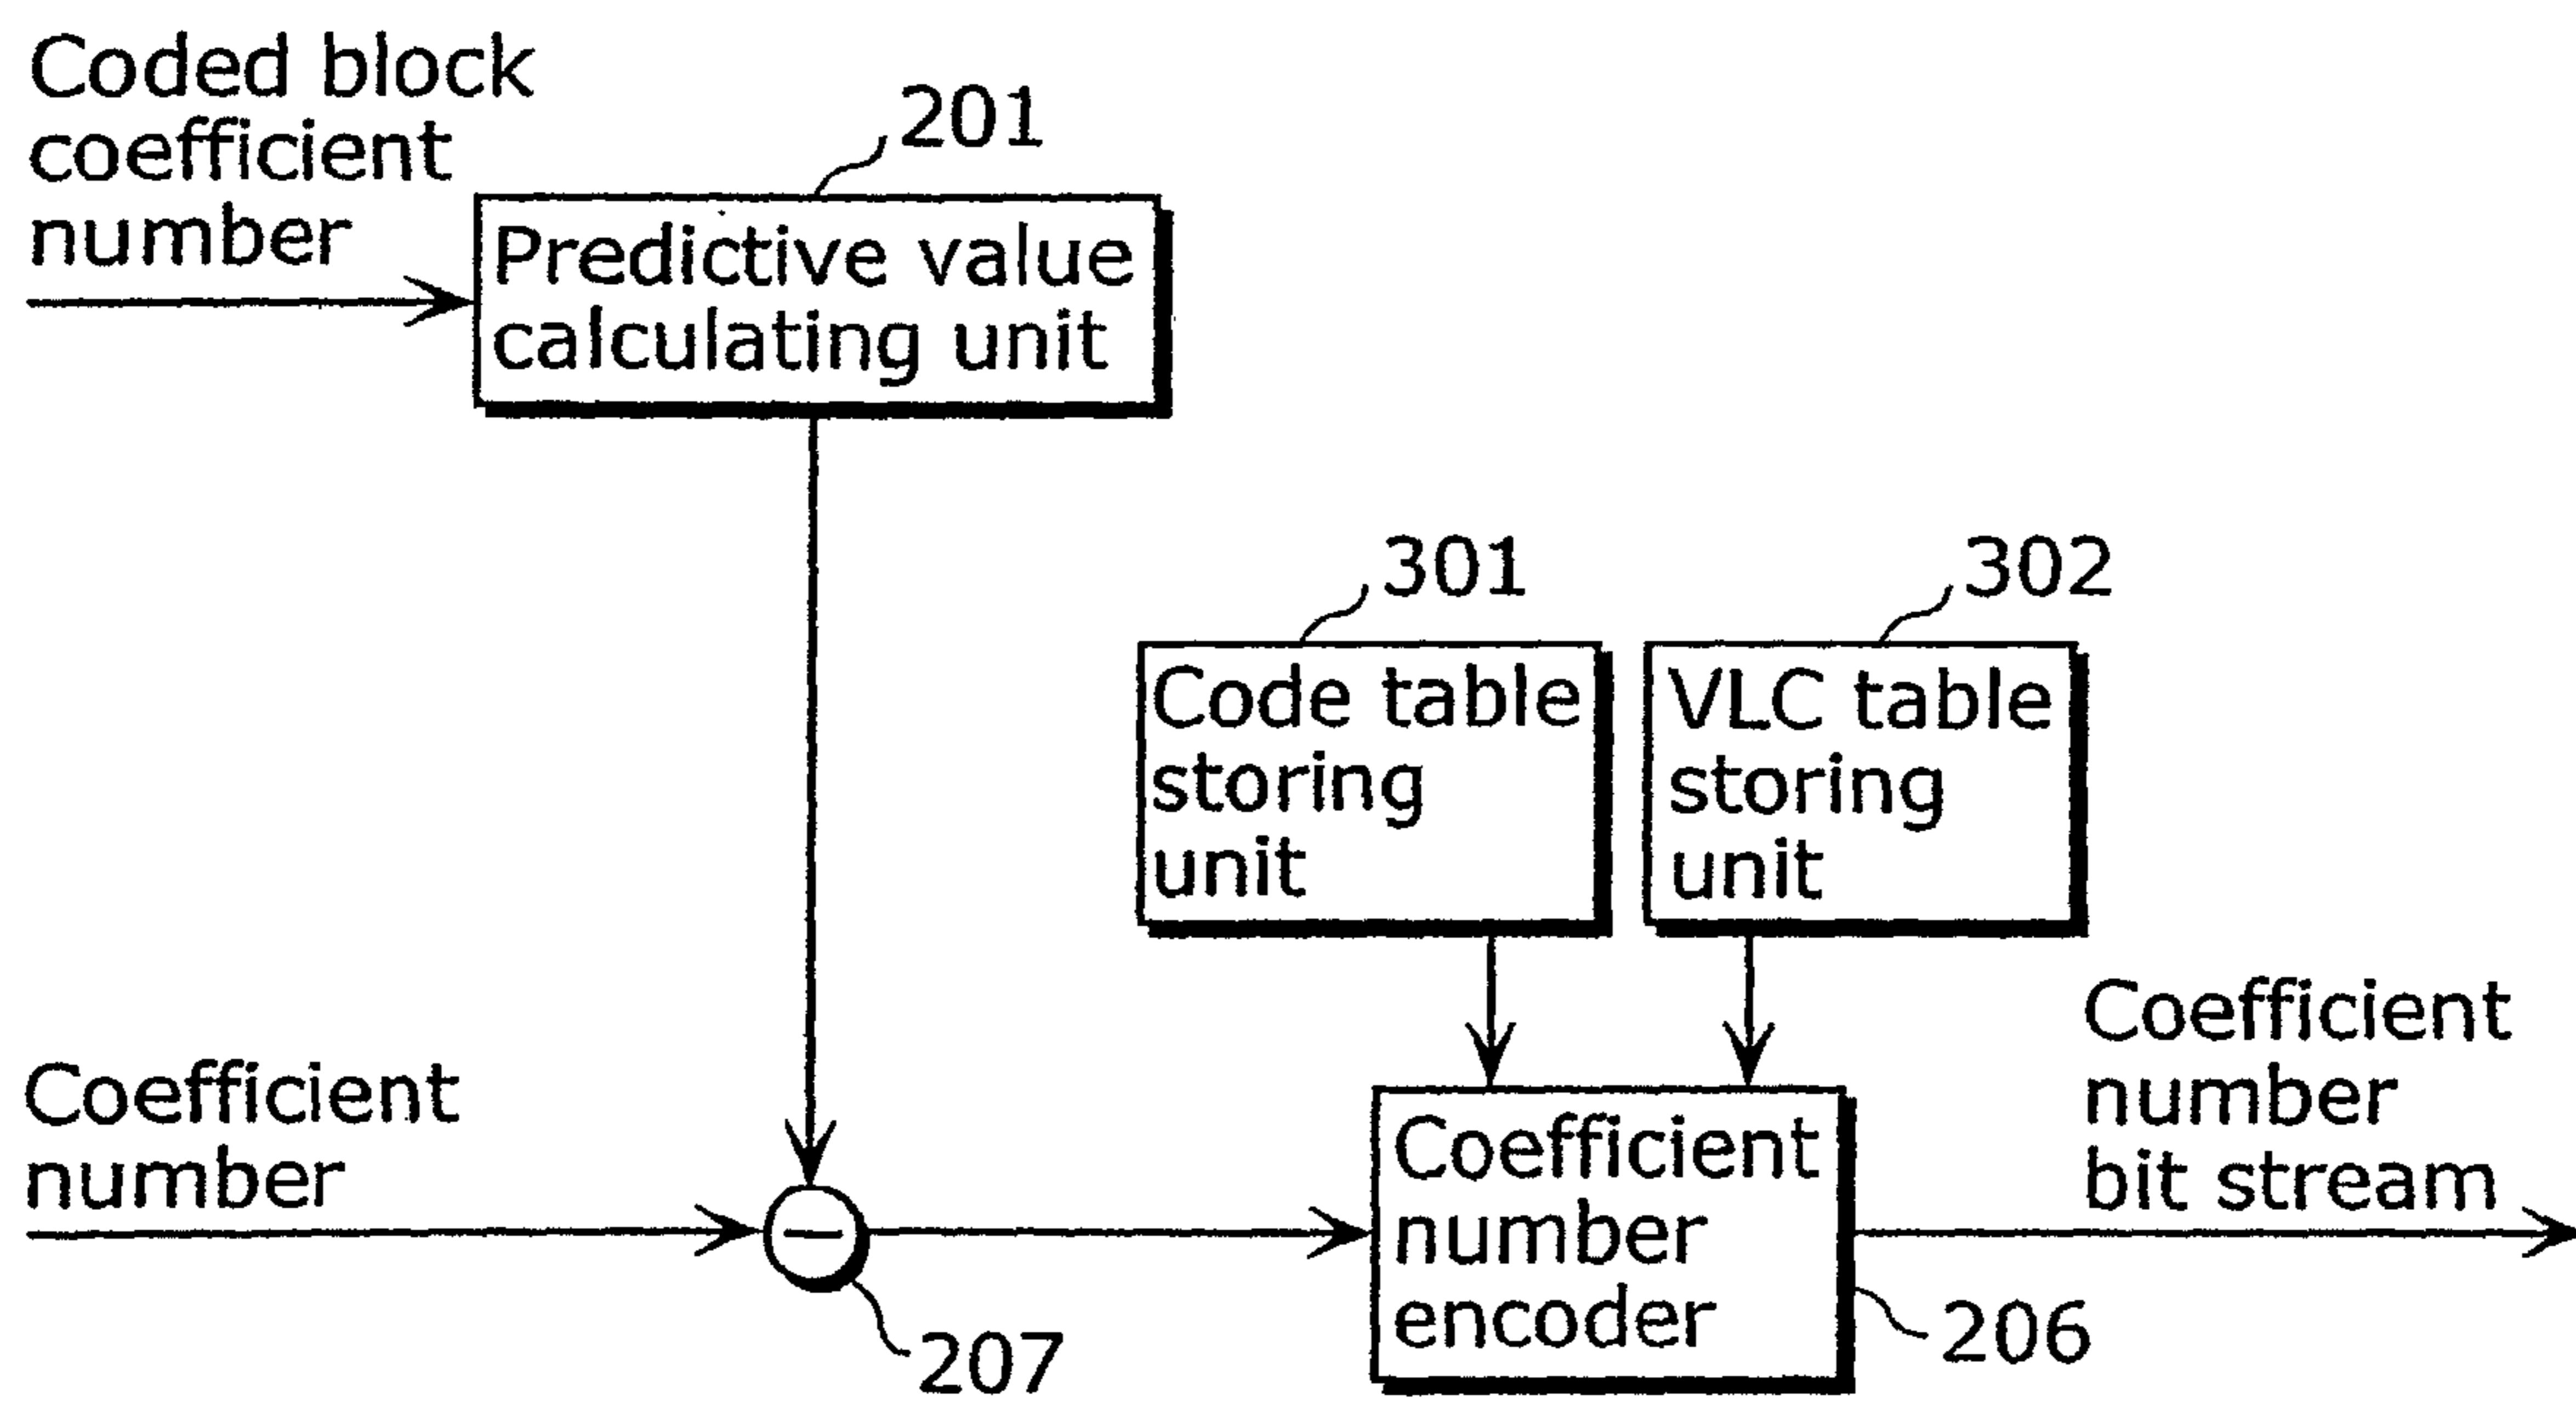 Coded block
coefficient
number
201
Predictive value
calculating unit
301
302
Code table
storing
unit
VLC table
storing
unit
Coefficient
number
Coefficient
number
encoder
Coefficient
number
bit stream
207
206